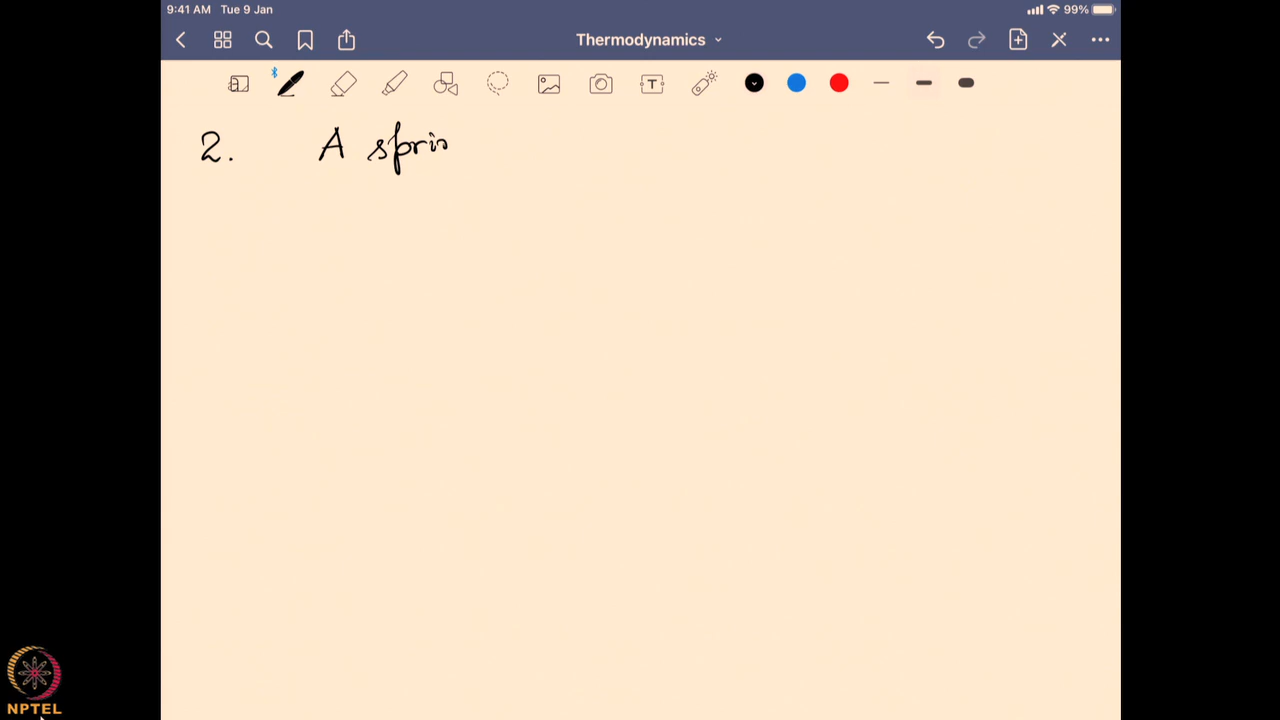 9:41 AM Tue 9 Jan 99%
Thermodynamics
T
2. A sprin
NPTEL